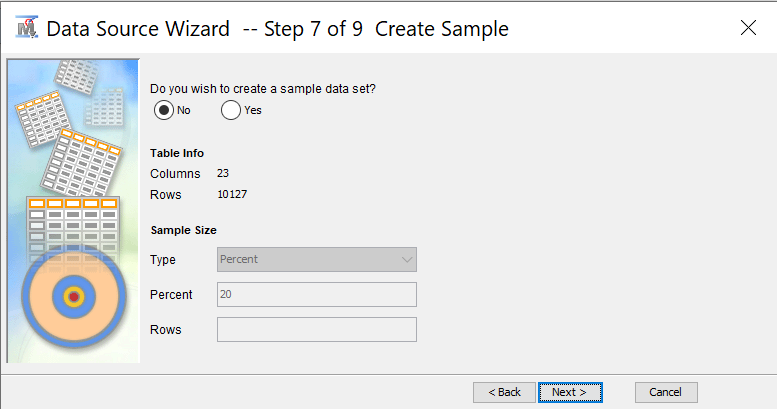 Data Source Wizard -- Step 7 of 9 Create Sample
Do you wish to create a sample data set?
No Yes
Table Info
Columns 23
Rows 10127
Sample Size
Type Percent
Percent 20
Rows
< Back Next > Cancel